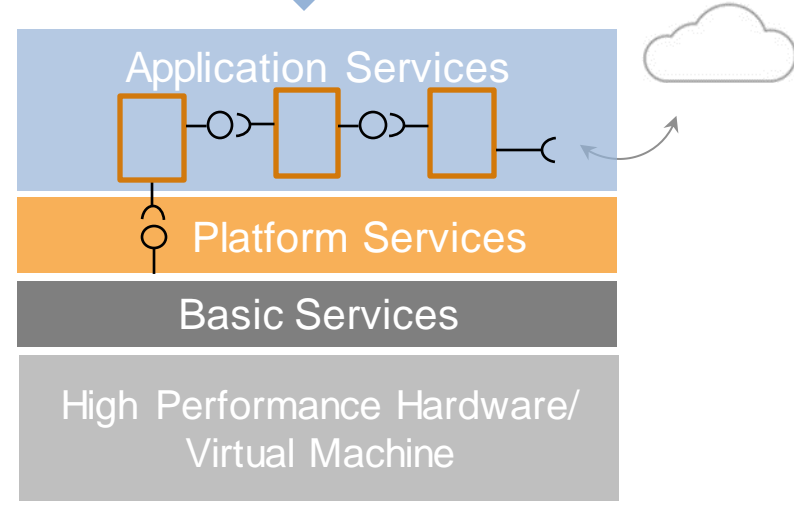 Application Services
Platform Services
Basic Services
High Performance Hardware/
Virtual Machine